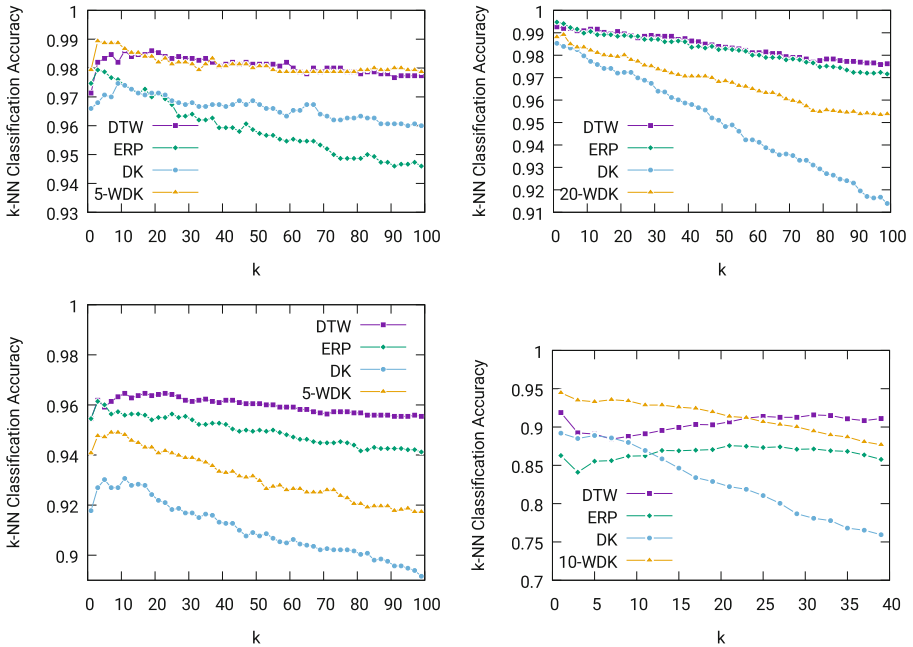 k-NN Classification Accuracy
1
0.99
0.98
0.97
0.96
0.95
0.94
0.93
DTW
ERP
DK
5-WDK
0 10 20 30 40 50 60 70 80 90 100
k
k-NN Classification Accuracy
1
0.99
0.98
0.97
0.96
0.95
0.94
0.93
0.92
0.91
DTW
ERP
DK
20-WDK
0 10 20 30 40 50 60 70 80 90 100
k
k-NN Classification Accuracy
1
0.98
0.96
0.94
0.92
0.9
DTW
ERP
DK
5-WDK
0 10 20 30 40 50 60 70 80 90 100
k
k-NN Classification Accuracy
1
0.95
0.9
0.85
0.8
0.75
0.7
DTW
ERP
DK
10-WDK
0 5 10 15 20 25 30 35 40
k